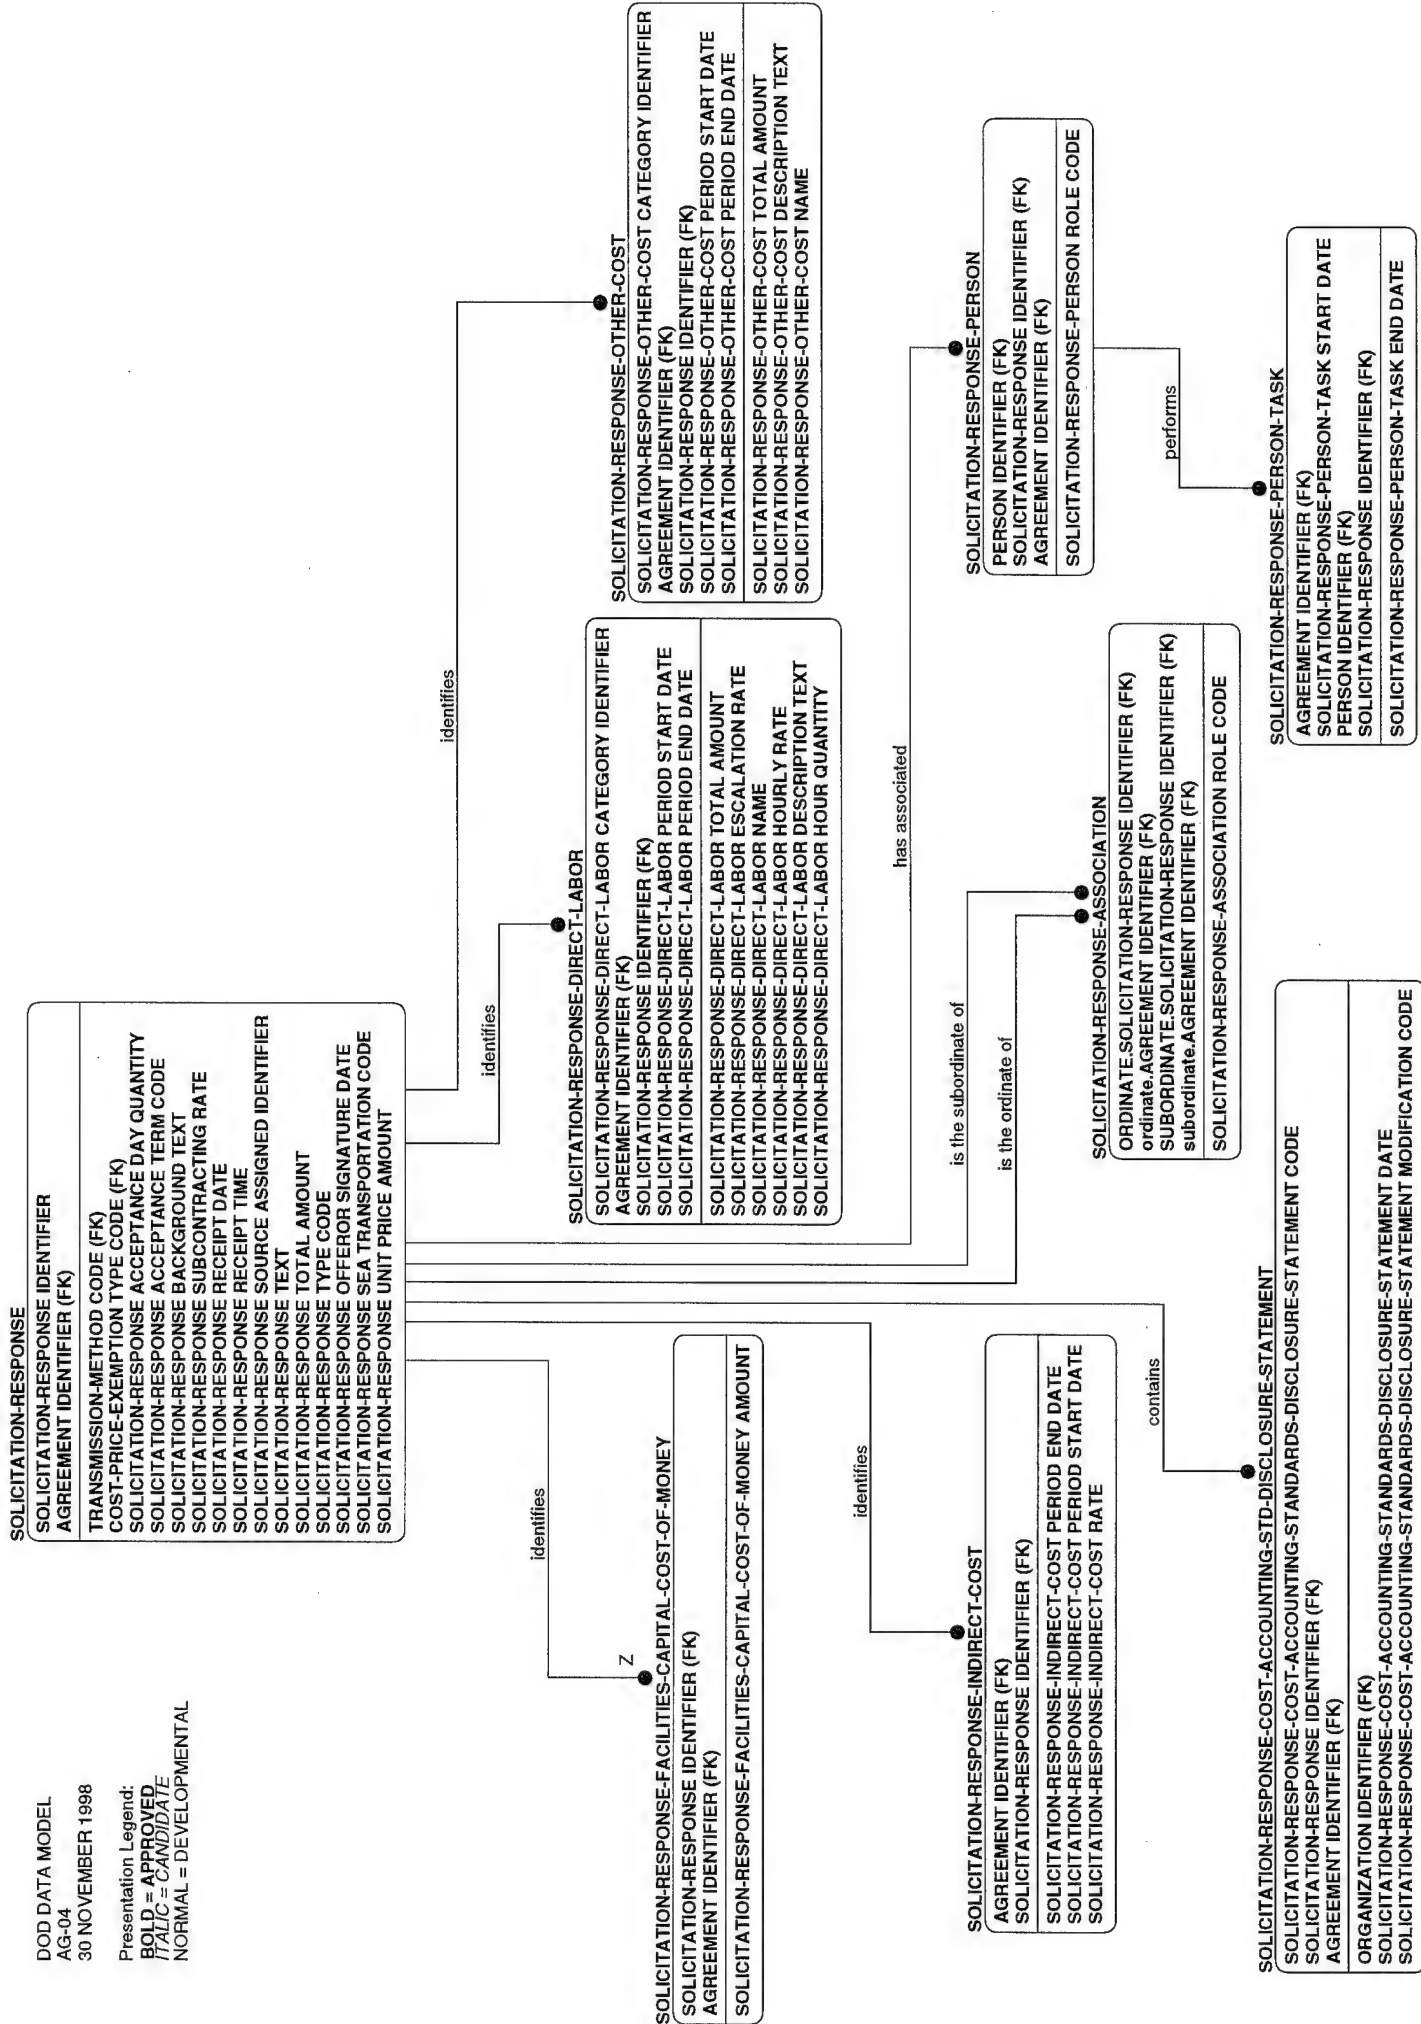 DOD DATA MODEL
AG-04
30 NOVEMBER 1998
Presentation Legend:
BOLD = APPROVED
ITALIC = CANDIDATE
NORMAL = DEVELOPMENTAL
SOLICITATION-RESPONSE
SOLICITATION-RESPONSE IDENTIFIER
AGREEMENT IDENTIFIER (FK)
TRANSMISSION-METHOD CODE (FK)
COST-PRICE-EXEMPTION TYPE CODE (FK)
SOLICITATION-RESPONSE ACCEPTANCE DAY QUANTITY
SOLICITATION-RESPONSE ACCEPTANCE TERM CODE
SOLICITATION-RESPONSE BACKGROUND TEXT
SOLICITATION-RESPONSE SUBCONTRACTING RATE
SOLICITATION-RESPONSE RECEIPT DATE
SOLICITATION-RESPONSE RECEIPT TIME
SOLICITATION-RESPONSE SOURCE ASSIGNED IDENTIFIER
SOLICITATION-RESPONSE TEXT
SOLICITATION-RESPONSE TOTAL AMOUNT
SOLICITATION-RESPONSE TYPE CODE
SOLICITATION-RESPONSE OFFEROR SIGNATURE DATE
SOLICITATION-RESPONSE SEA TRANSPORTATION CODE
SOLICITATION-RESPONSE UNIT PRICE AMOUNT
identifies
Z
SOLICITATION-RESPONSE-FACILITIES-CAPITAL-COST-OF-MONEY
SOLICITATION-RESPONSE IDENTIFIER (FK)
AGREEMENT IDENTIFIER (FK)
SOLICITATION-RESPONSE-FACILITIES-CAPITAL-COST-OF-MONEY AMOUNT
identifies
SOLICITATION-RESPONSE-DIRECT-LABOR
SOLICITATION-RESPONSE-DIRECT-LABOR CATEGORY IDENTIFIER
AGREEMENT IDENTIFIER (FK)
SOLICITATION-RESPONSE IDENTIFIER (FK)
SOLICITATION-RESPONSE-DIRECT-LABOR PERIOD START DATE
SOLICITATION-RESPONSE-DIRECT-LABOR PERIOD END DATE
SOLICITATION-RESPONSE-DIRECT-LABOR TOTAL AMOUNT
SOLICITATION-RESPONSE-DIRECT-LABOR ESCALATION RATE
SOLICITATION-RESPONSE-DIRECT-LABOR NAME
SOLICITATION-RESPONSE-DIRECT-LABOR HOURLY RATE
SOLICITATION-RESPONSE-DIRECT-LABOR DESCRIPTION TEXT
SOLICITATION-RESPONSE-DIRECT-LABOR HOUR QUANTITY
identifies
SOLICITATION-RESPONSE-OTHER-COST
SOLICITATION-RESPONSE-OTHER-COST CATEGORY IDENTIFIER
AGREEMENT IDENTIFIER (FK)
SOLICITATION-RESPONSE IDENTIFIER (FK)
SOLICITATION-RESPONSE-OTHER-COST PERIOD START DATE
SOLICITATION-RESPONSE-OTHER-COST PERIOD END DATE
SOLICITATION-RESPONSE-OTHER-COST TOTAL AMOUNT
SOLICITATION-RESPONSE-OTHER-COST DESCRIPTION TEXT
SOLICITATION-RESPONSE-OTHER-COST NAME
identifies
SOLICITATION-RESPONSE-INDIRECT-COST
AGREEMENT IDENTIFIER (FK)
SOLICITATION-RESPONSE IDENTIFIER (FK)
SOLICITATION-RESPONSE-INDIRECT-COST PERIOD END DATE
SOLICITATION-RESPONSE-INDIRECT-COST PERIOD START DATE
SOLICITATION-RESPONSE-INDIRECT-COST RATE
is the subordinate of
is the ordinate of
SOLICITATION-RESPONSE-ASSOCIATION
ORDINATE.SOLICITATION-RESPONSE IDENTIFIER (FK)
ordinate.AGREEMENT IDENTIFIER (FK)
SUBORDINATE.SOLICITATION-RESPONSE IDENTIFIER (FK)
subordinate.AGREEMENT IDENTIFIER (FK)
SOLICITATION-RESPONSE-ASSOCIATION ROLE CODE
has associated
SOLICITATION-RESPONSE-PERSON
PERSON IDENTIFIER (FK)
SOLICITATION-RESPONSE IDENTIFIER (FK)
AGREEMENT IDENTIFIER (FK)
SOLICITATION-RESPONSE-PERSON ROLE CODE
performs
SOLICITATION-RESPONSE-PERSON-TASK
AGREEMENT IDENTIFIER (FK)
SOLICITATION-RESPONSE-PERSON-TASK START DATE
PERSON IDENTIFIER (FK)
SOLICITATION-RESPONSE IDENTIFIER (FK)
SOLICITATION-RESPONSE-PERSON-TASK END DATE
contains
SOLICITATION-RESPONSE-COST-ACCOUNTING-STD-DISCLOSURE-STATEMENT
SOLICITATION-RESPONSE-COST-ACCOUNTING-STANDARDS-DISCLOSURE-STATEMENT CODE
SOLICITATION-RESPONSE IDENTIFIER (FK)
AGREEMENT IDENTIFIER (FK)
ORGANIZATION IDENTIFIER (FK)
SOLICITATION-RESPONSE-COST-ACCOUNTING-STANDARDS-DISCLOSURE-STATEMENT DATE
SOLICITATION-RESPONSE-COST-ACCOUNTING-STANDARDS-DISCLOSURE-STATEMENT MODIFICATION CODE